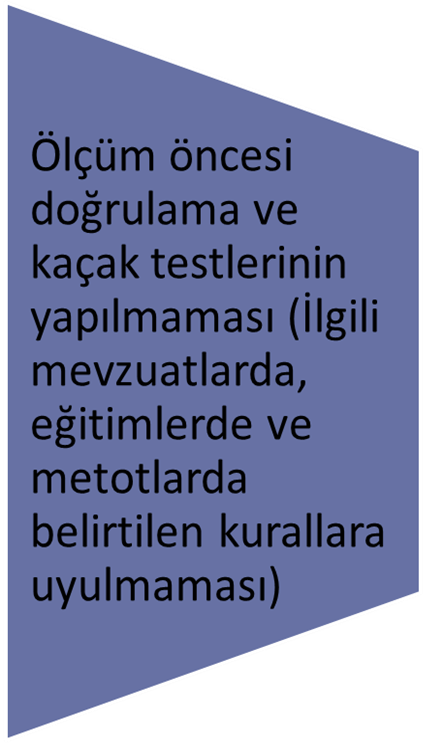 Ölçüm öncesi
doğrulama ve
kaçak testlerinin
yapılmaması (İlgili
mevzuatlarda,
eğitimlerde ve
metotlarda
belirtilen kurallara
uyulmaması)